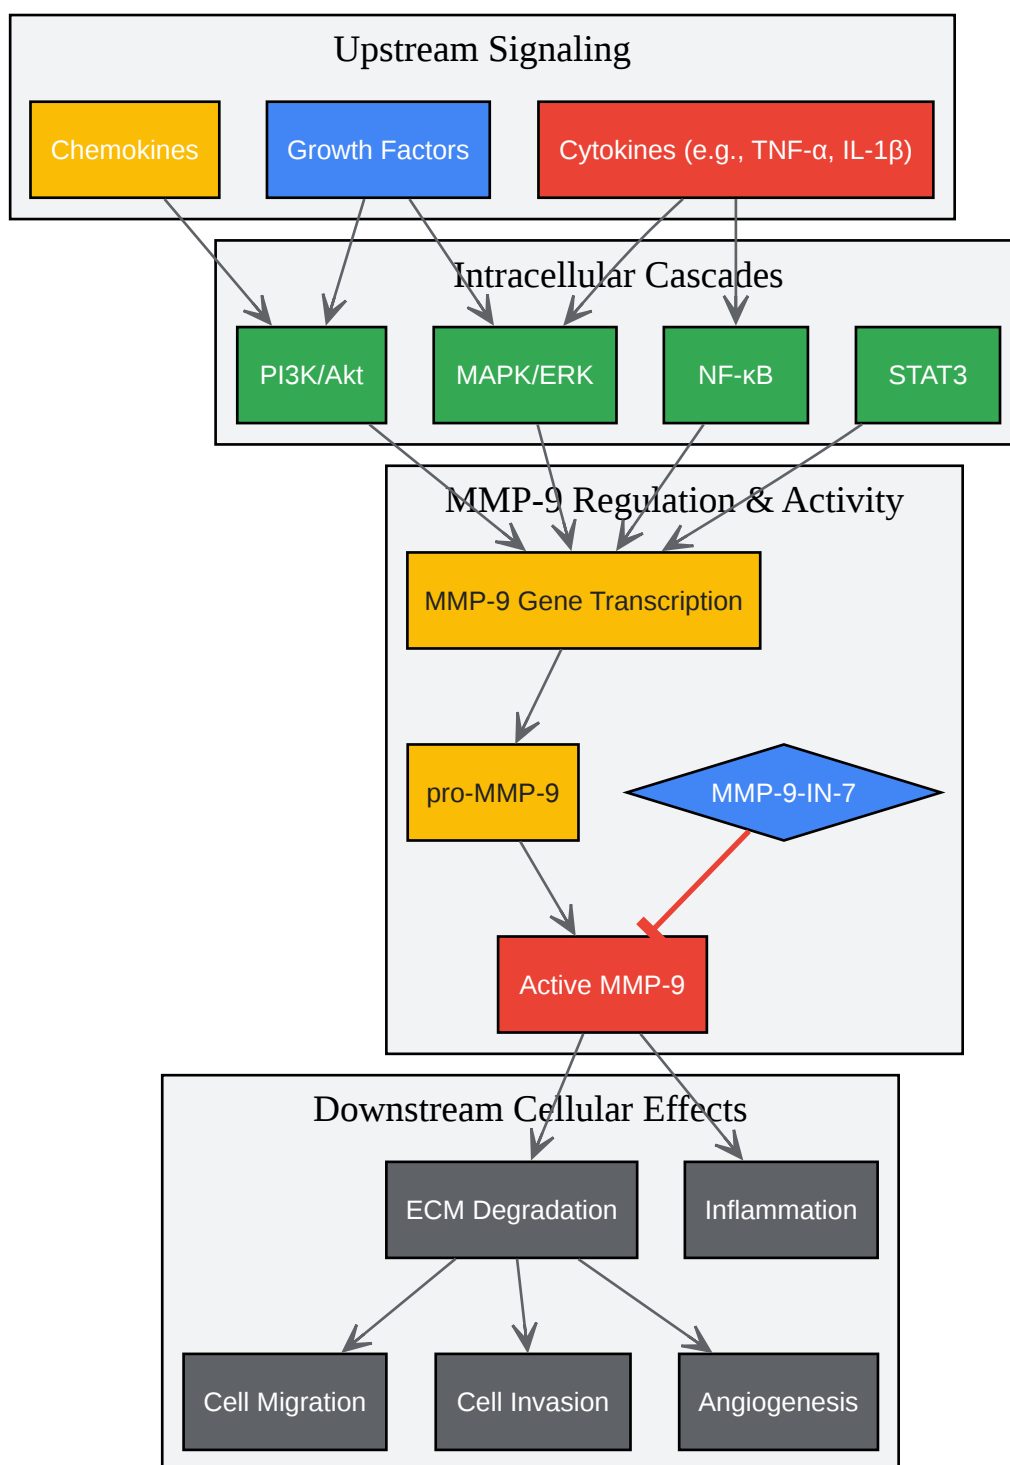 Upstream Signaling
Chemokines
Growth Factors
Cytokines (e.g., TNF-α, IL-1β)
Intracellular Cascades
PI3K/Akt
MAPK/ERK
NF-κB
STAT3
MMP-9 Regulation & Activity
MMP-9 Gene Transcription
pro-MMP-9
MMP-9-IN-7
Active MMP-9
Downstream Cellular Effects
ECM Degradation
Inflammation
Cell Migration
Cell Invasion
Angiogenesis